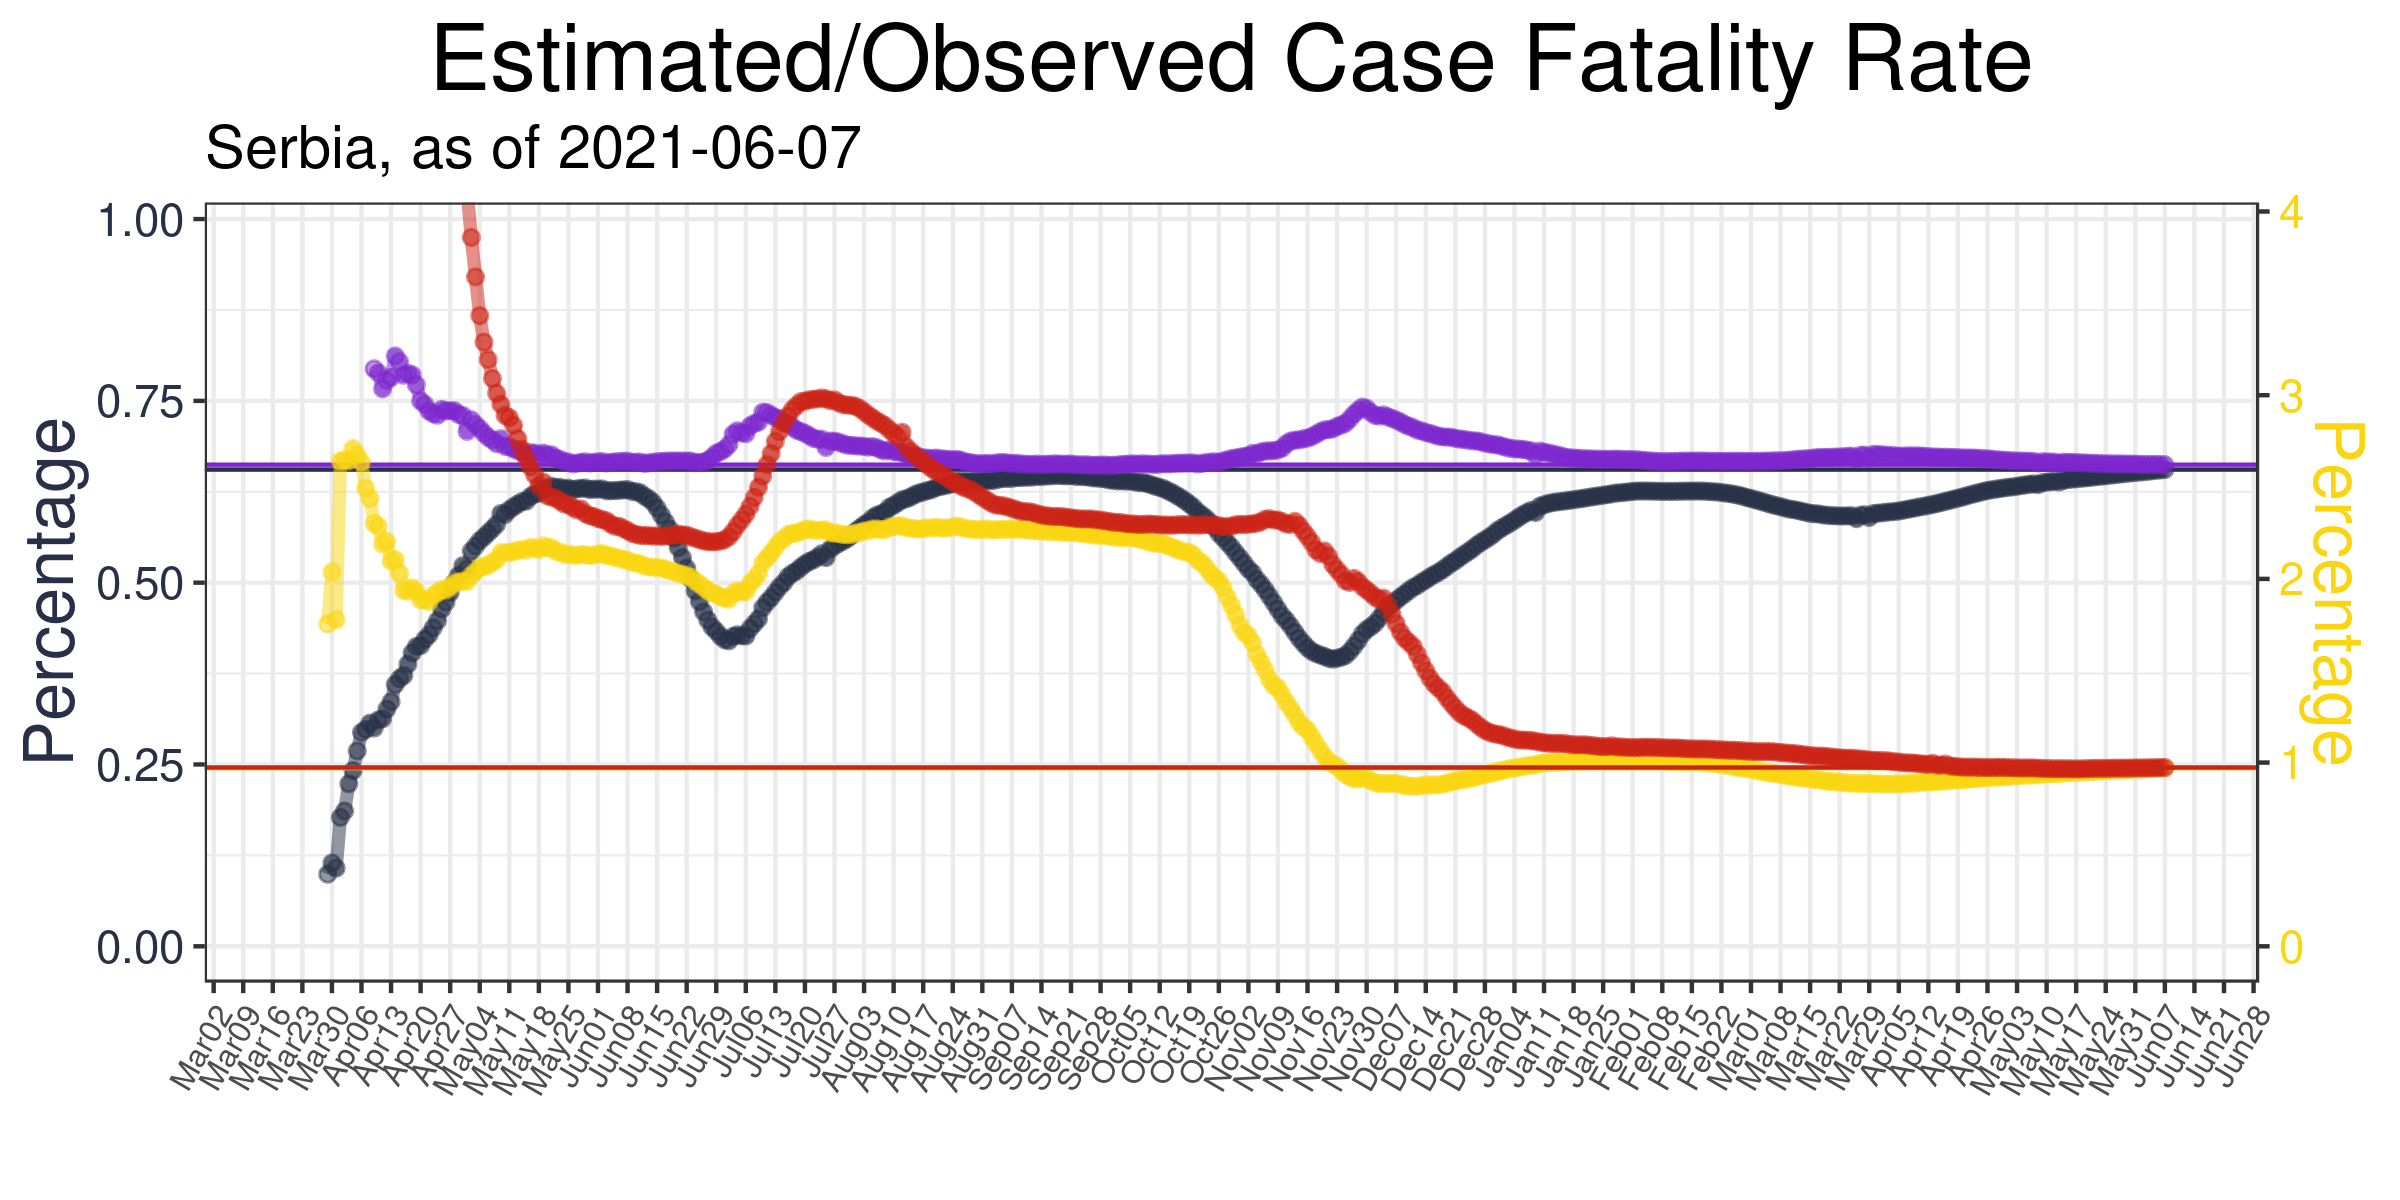 Estimated/Observed Case Fatality Rate
Serbia, as of 2021-06-07
Percentage
1.00
0.75
0.50
0.25
0.00
4
3
2
1
0
Percentage
Mar02
Mar09
Mar16
Mar23
Mar30
Apr06
Apr13
Apr20
Apr27
May04
May11
May18
May25
Jun01
Jun08
Jun15
Jun22
Jun29
Jul06
Jul13
Jul20
Jul27
Aug03
Aug10
Aug17
Aug24
Aug31
Sep07
Sep14
Sep21
Sep28
Oct05
Oct12
Oct19
Oct26
Nov02
Nov09
Nov16
Nov23
Nov30
Dec07
Dec14
Dec21
Dec28
Jan04
Jan11
Jan18
Jan25
Feb01
Feb08
Feb15
Feb22
Mar01
Mar08
Mar15
Mar22
Mar29
Apr05
Apr12
Apr19
Apr26
May03
May10
May17
May24
May31
Jun07
Jun14
Jun21
Jun28